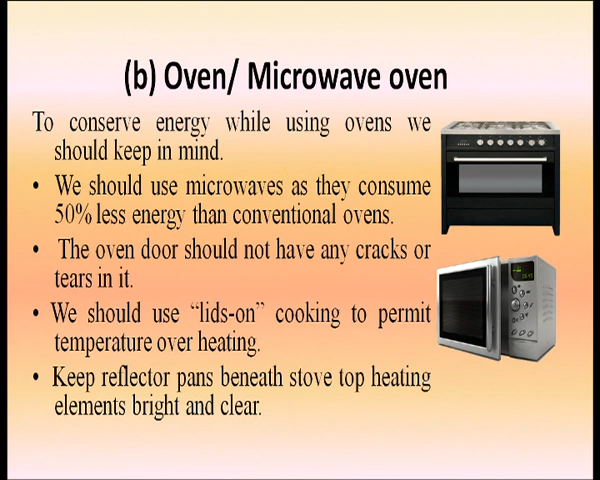 (b) Oven/ Microwave oven
To conserve energy while using ovens we
should keep in mind.
• We should use microwaves as they consume
50% less energy than conventional ovens.
• The oven door should not have any cracks or
tears in it.
• We should use “lids-on” cooking to permit
temperature over heating.
• Keep reflector pans beneath stove top heating
elements bright and clear.